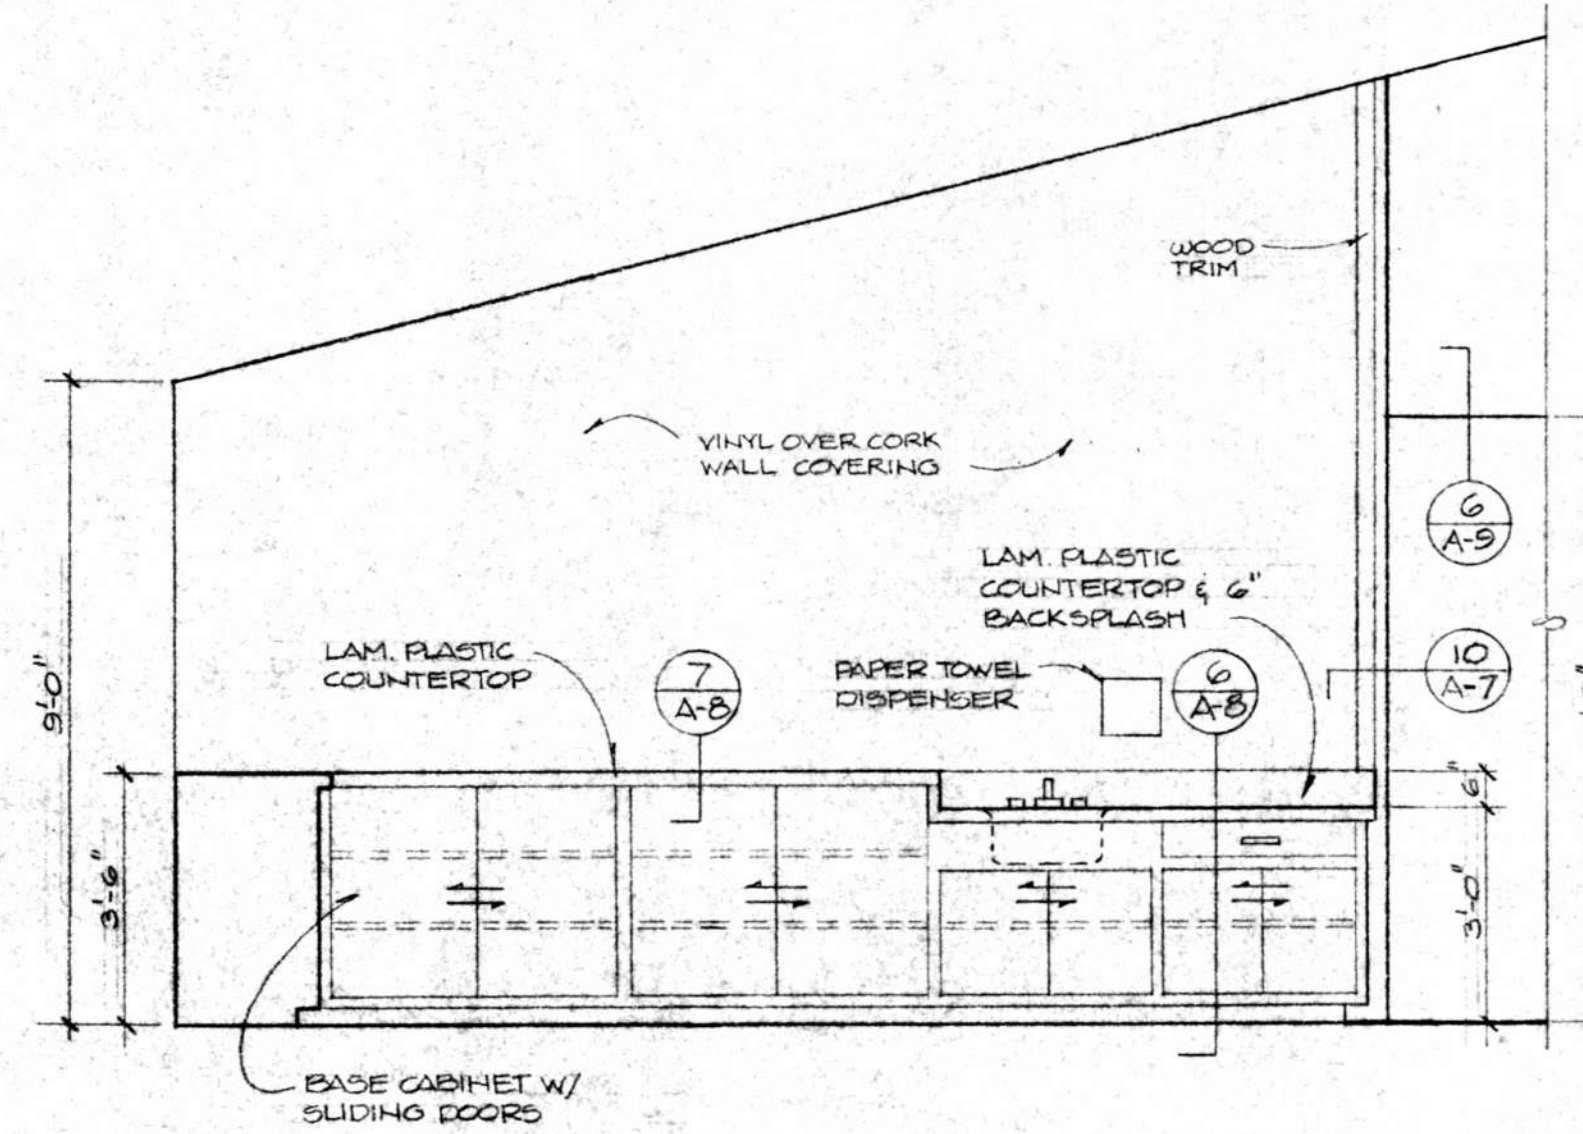 WOOD
TRIM
VINYL OVER CORK
WALL COVERING
6
A-9
LAM. PLASTIC
COUNTERTOP & 6"
BACKSPLASH
LAM. PLASTIC
COUNTERTOP
7
A-8
PAPER TOWEL
DISPENSER
6
A-8
10
A-7
9'-0"
3'-6"
6"
3'-0"
BASE CABINET W/
SLIDING DOORS